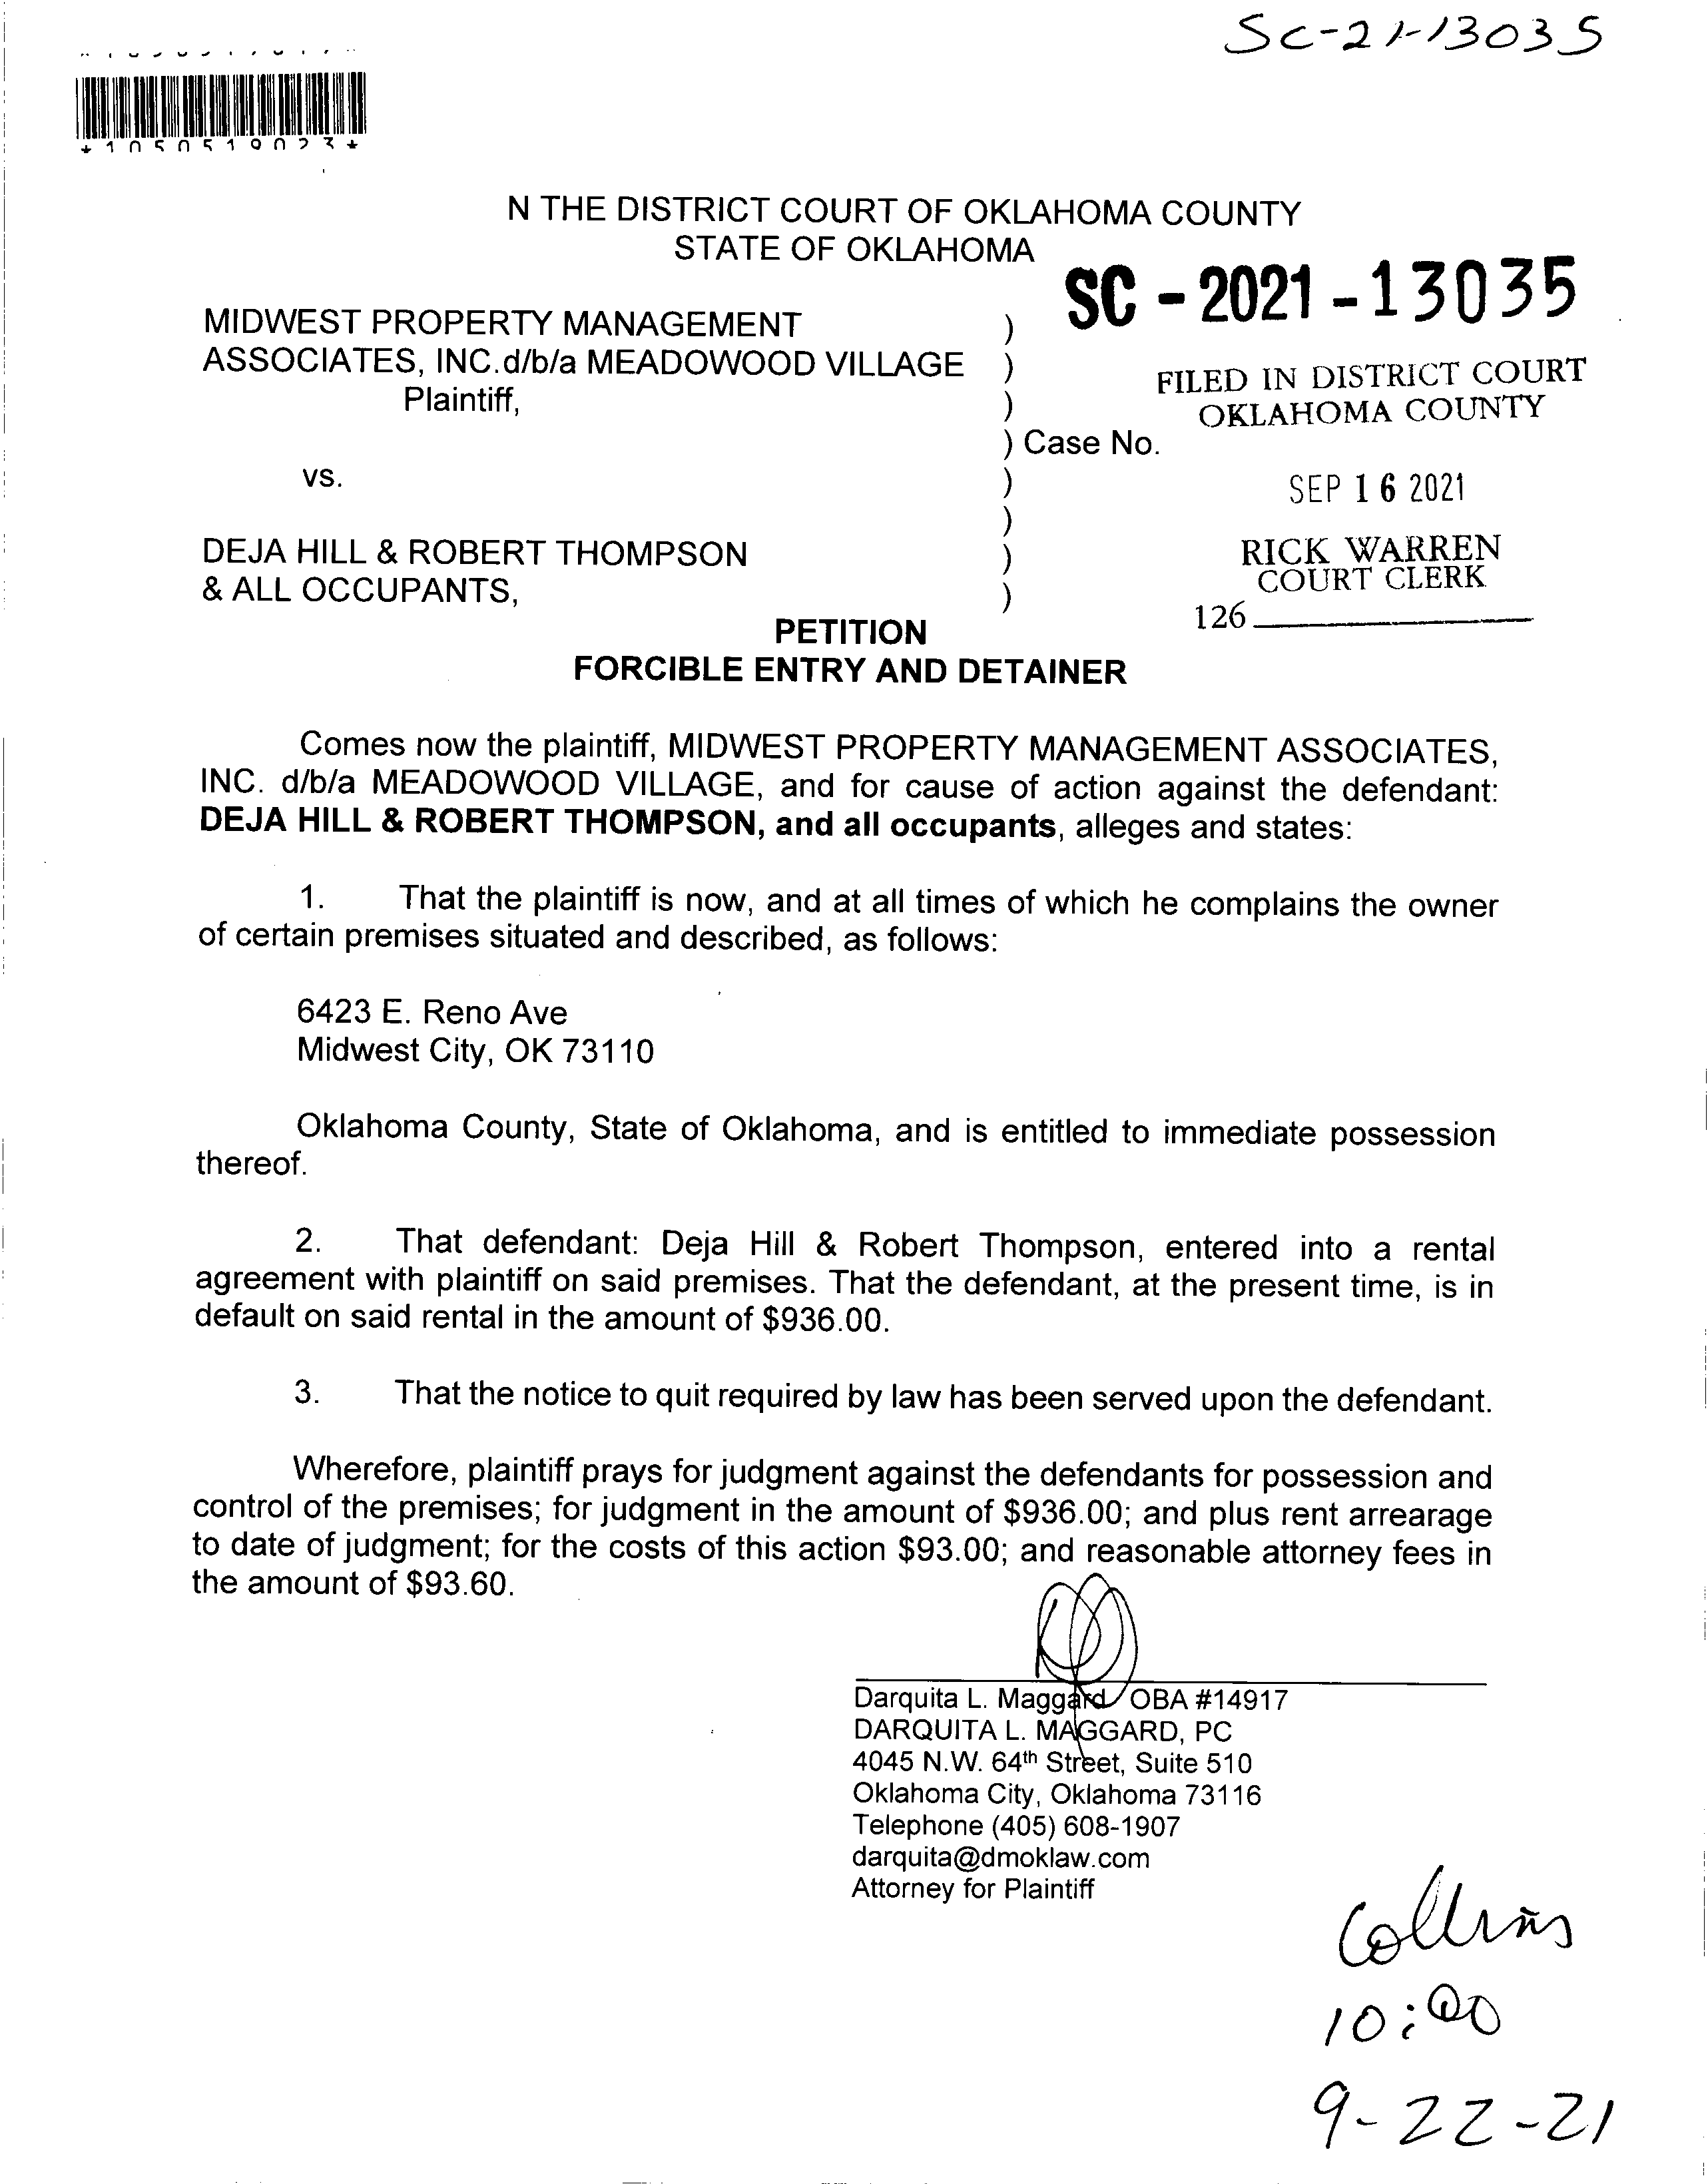 SC-21-13035
*1050519023*
N THE DISTRICT COURT OF OKLAHOMA COUNTY
STATE OF OKLAHOMA
SC - 2021 - 13035
MIDWEST PROPERTY MANAGEMENT )
ASSOCIATES, INC.d/b/a MEADOWOOD VILLAGE )
FILED IN DISTRICT COURT
Plaintiff, )
OKLAHOMA COUNTY
) Case No.
vs. )
SEP 16 2021
)
DEJA HILL & ROBERT THOMPSON )
RICK WARREN
& ALL OCCUPANTS, )
COURT CLERK
126
PETITION
FORCIBLE ENTRY AND DETAINER
Comes now the plaintiff, MIDWEST PROPERTY MANAGEMENT ASSOCIATES,
INC. d/b/a MEADOWOOD VILLAGE, and for cause of action against the defendant:
DEJA HILL & ROBERT THOMPSON, and all occupants, alleges and states:
1. That the plaintiff is now, and at all times of which he complains the owner
of certain premises situated and described, as follows:
6423 E. Reno Ave
Midwest City, OK 73110
Oklahoma County, State of Oklahoma, and is entitled to immediate possession
thereof.
2. That defendant: Deja Hill & Robert Thompson, entered into a rental
agreement with plaintiff on said premises. That the defendant, at the present time, is in
default on said rental in the amount of $936.00.
3. That the notice to quit required by law has been served upon the defendant.
Wherefore, plaintiff prays for judgment against the defendants for possession and
control of the premises; for judgment in the amount of $936.00; and plus rent arrearage
to date of judgment; for the costs of this action $93.00; and reasonable attorney fees in
the amount of $93.60.
Darquita L. Maggard OBA #14917
DARQUITA L. MAGGARD, PC
4045 N.W. 64th Street, Suite 510
Oklahoma City, Oklahoma 73116
Telephone (405) 608-1907
darquita@dmoklaw.com
Attorney for Plaintiff
Collins
10:00
9-22-21